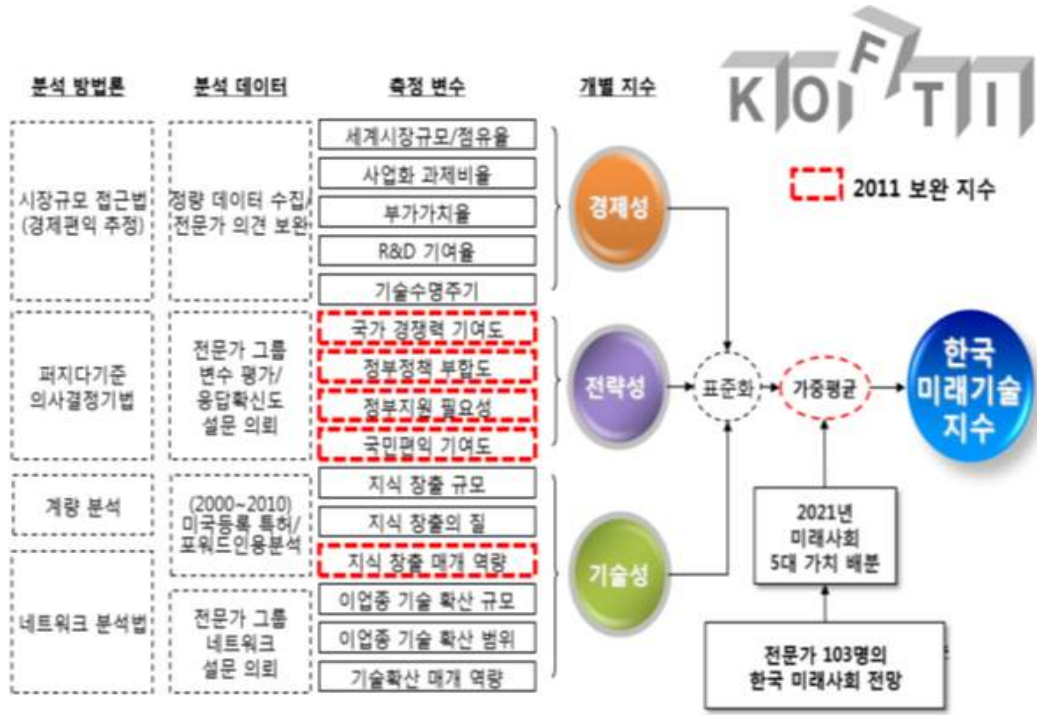 KOFTI
분석 방법론
분석 데이터
측정 변수
개별 지수
2011 보완 지수
시장규모 접근법
(경제편익 추정)
정량 데이터 수집/
전문가 의견 보완
세계시장규모/점유율
사업화 과제비율
부가가치율
R&D 기여율
기술수명주기
경제성
퍼지다기준
의사결정기법
전문가 그룹
변수 평가/
응답확신도
설문 의뢰
국가 경쟁력 기여도
정부정책 부합도
정부지원 필요성
국민편익 기여도
전략성
표준화
가중평균
한국
미래기술
지수
계량 분석
(2000~2010)
미국등록 특허/
포워드인용분석
지식 창출 규모
지식 창출의 질
지식 창출 매개 역량
기술성
네트워크 분석법
전문가 그룹
네트워크
설문 의뢰
이업종 기술 확산 규모
이업종 기술 확산 범위
기술확산 매개 역량
2021년
미래사회
5대 가치 배분
전문가 103명의
한국 미래사회 전망